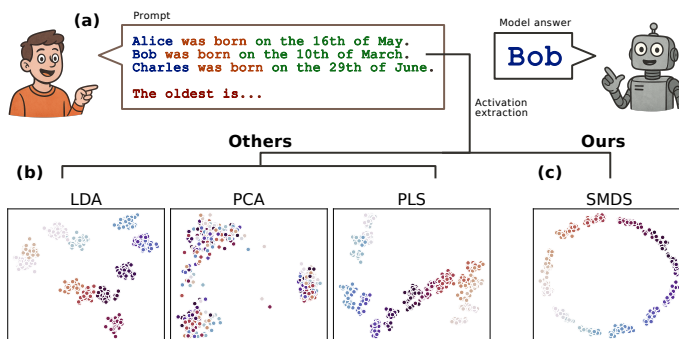 (a)
Prompt
Alice was born on the 16th of May.
Bob was born on the 10th of March.
Charles was born on the 29th of June.
The oldest is...
Model answer
Bob
Activation
extraction
Others
Ours
(b)
LDA
PCA
PLS
(c)
SMDS